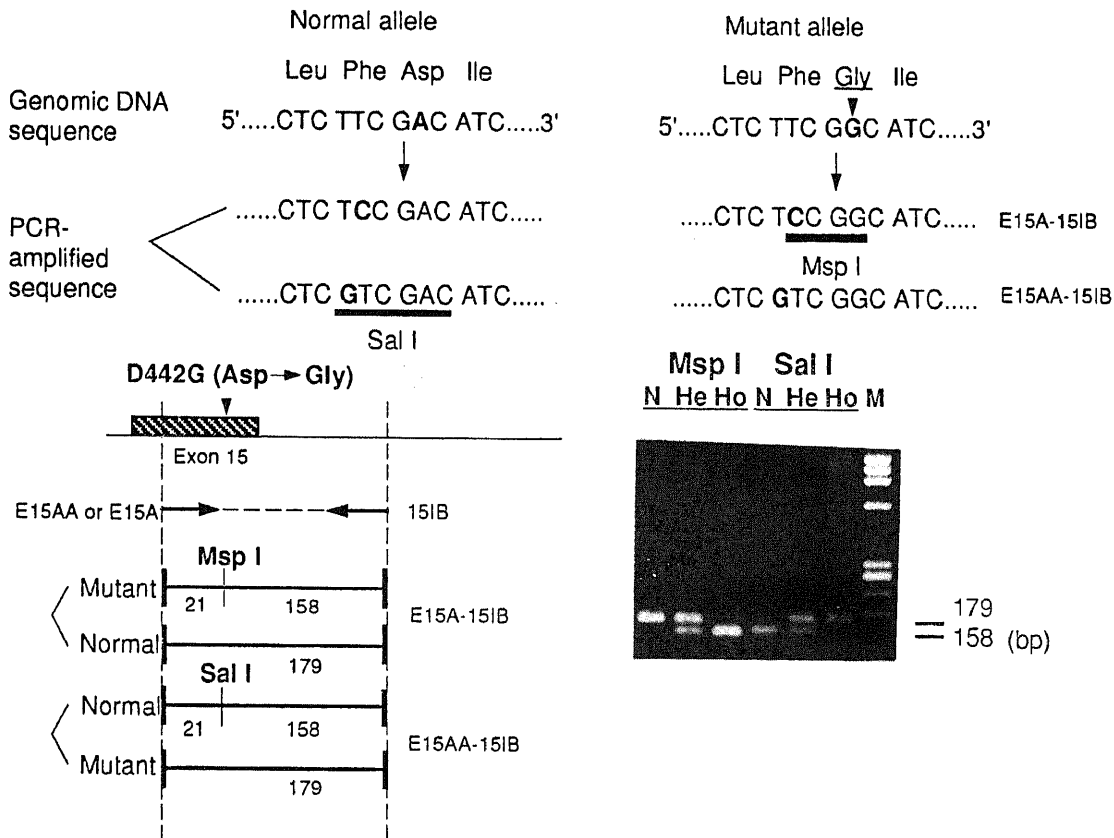 Normal allele
Leu Phe Asp Ile
Genomic DNA sequence
5'.....CTC TTC GAC ATC.....3'
PCR-amplified sequence
......CTC TCC GAC ATC.....
......CTC GTC GAC ATC.....
Sal I
Mutant allele
Leu Phe Gly Ile
5'.....CTC TTC GGC ATC.....3'
.....CTC TCC GGC ATC..... E15A-15IB
Msp I
.....CTC GTC GGC ATC..... E15AA-15IB
D442G (Asp→Gly)
Exon 15
E15AA or E15A
15IB
Msp I
Mutant
21 158
E15A-15IB
Normal
179
Sal I
Normal
21 158
E15AA-15IB
Mutant
179
Msp I Sal I
N He Ho N He Ho M
179
158 (bp)